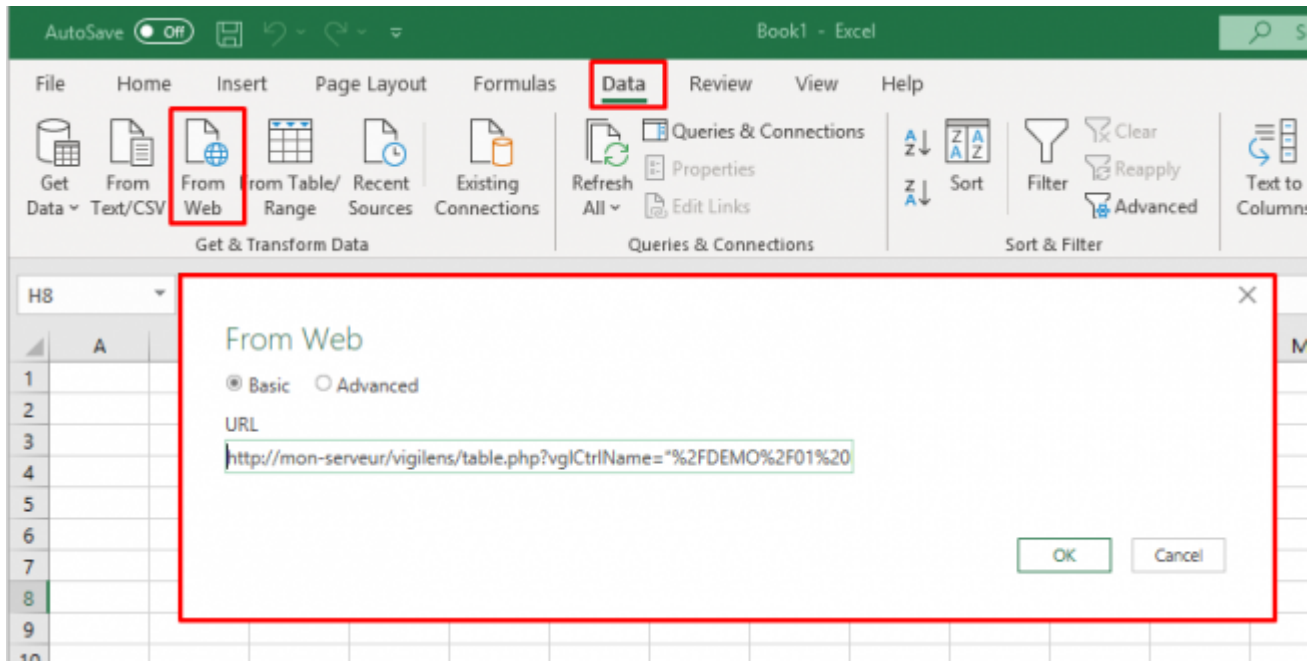 AutoSave Off Book1 - Excel
File Home Insert Page Layout Formulas Data Review View Help
Get Data From Text/CSV From Web From Table/ Range Recent Sources Existing Connections Refresh All Queries & Connections Properties Edit Links Sort Filter Clear Reapply Advanced Text to Columns
Get & Transform Data Queries & Connections Sort & Filter
H8
A M
From Web
Basic Advanced
URL
http://mon-serveur/vigilens/table.php?vglCtrlName="%2FDEMO%2F01%20
OK Cancel
1
2
3
4
5
6
7
8
9
10